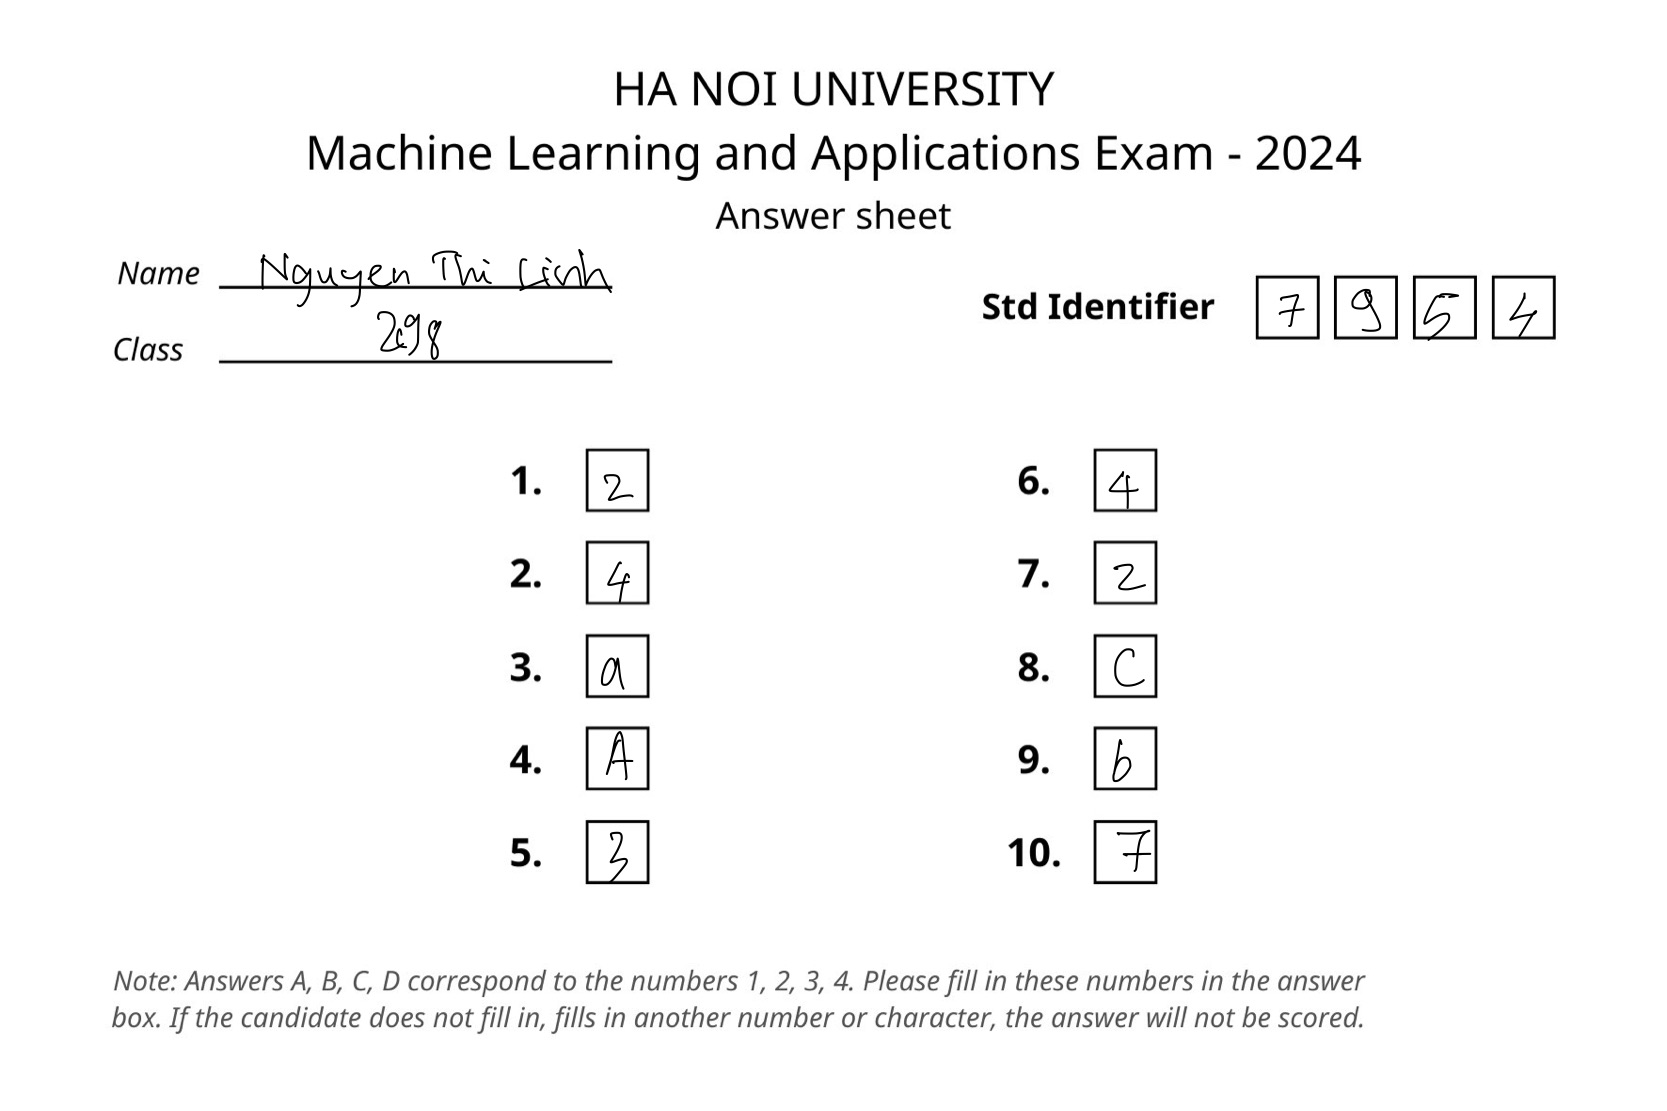 HA NOI UNIVERSITY
Machine Learning and Applications Exam - 2024
Answer sheet
Name Nguyen Thi Linh
Class 298
Std Identifier 7 9 5 4
1. 2
2. 4
3. a
4. A
5. 3
6. 4
7. 2
8. C
9. b
10. 7
Note: Answers A, B, C, D correspond to the numbers 1, 2, 3, 4. Please fill in these numbers in the answer
box. If the candidate does not fill in, fills in another number or character, the answer will not be scored.